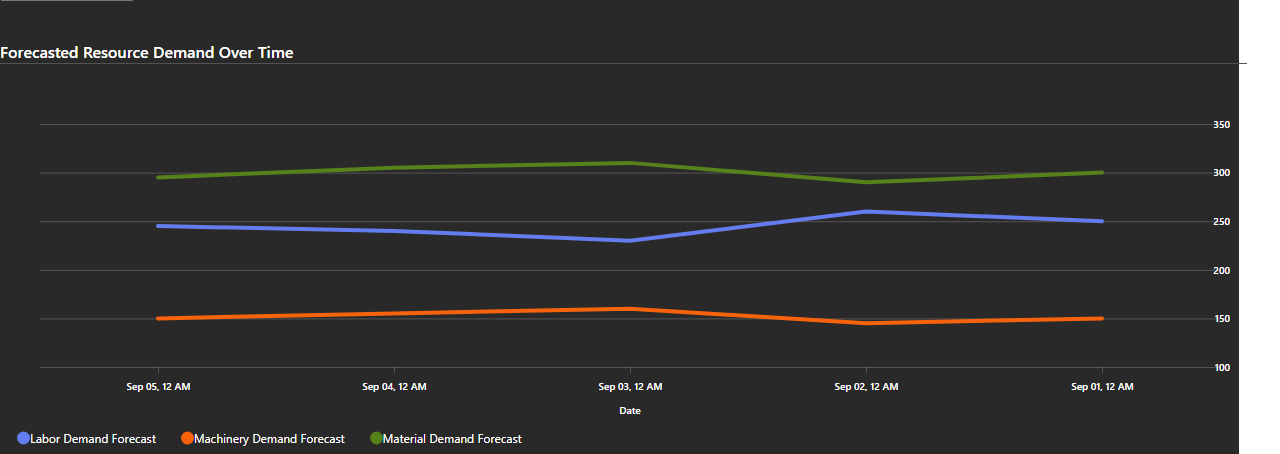 Forecasted Resource Demand Over Time
350
300
250
200
150
100
Sep 05, 12 AM Sep 04, 12 AM Sep 03, 12 AM Sep 02, 12 AM Sep 01, 12 AM
Date
Labor Demand Forecast Machinery Demand Forecast Material Demand Forecast